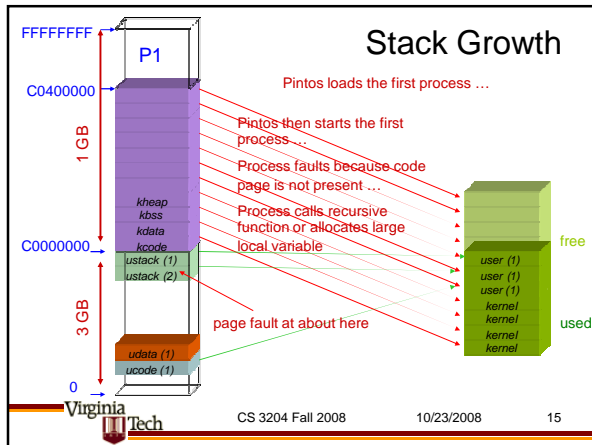 Stack Growth
FFFFFFFF
P1
C0400000
1 GB
Pintos loads the first process …
Pintos then starts the first
process …
Process faults because code
page is not present …
Process calls recursive
function or allocates large
local variable
kheap
kbss
kdata
kcode
C0000000
ustack (1)
ustack (2)
3 GB
page fault at about here
udata (1)
ucode (1)
0
free
user (1)
user (1)
user (1)
kernel
kernel
kernel
kernel
used
Virginia
Tech
CS 3204 Fall 2008
10/23/2008
15